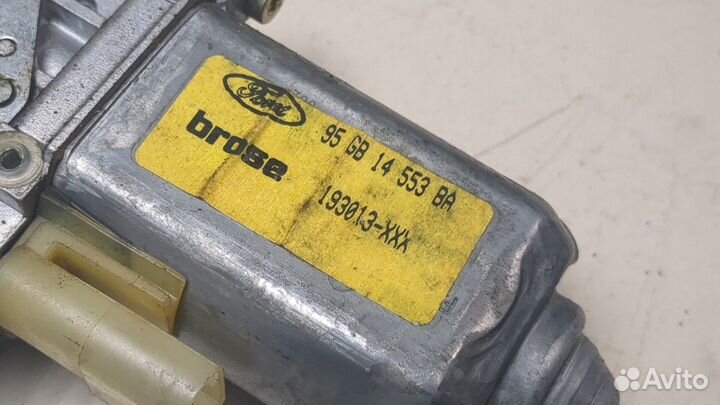 Ford
brose
95 GB 14 553 BA
193013-XXX
Avito